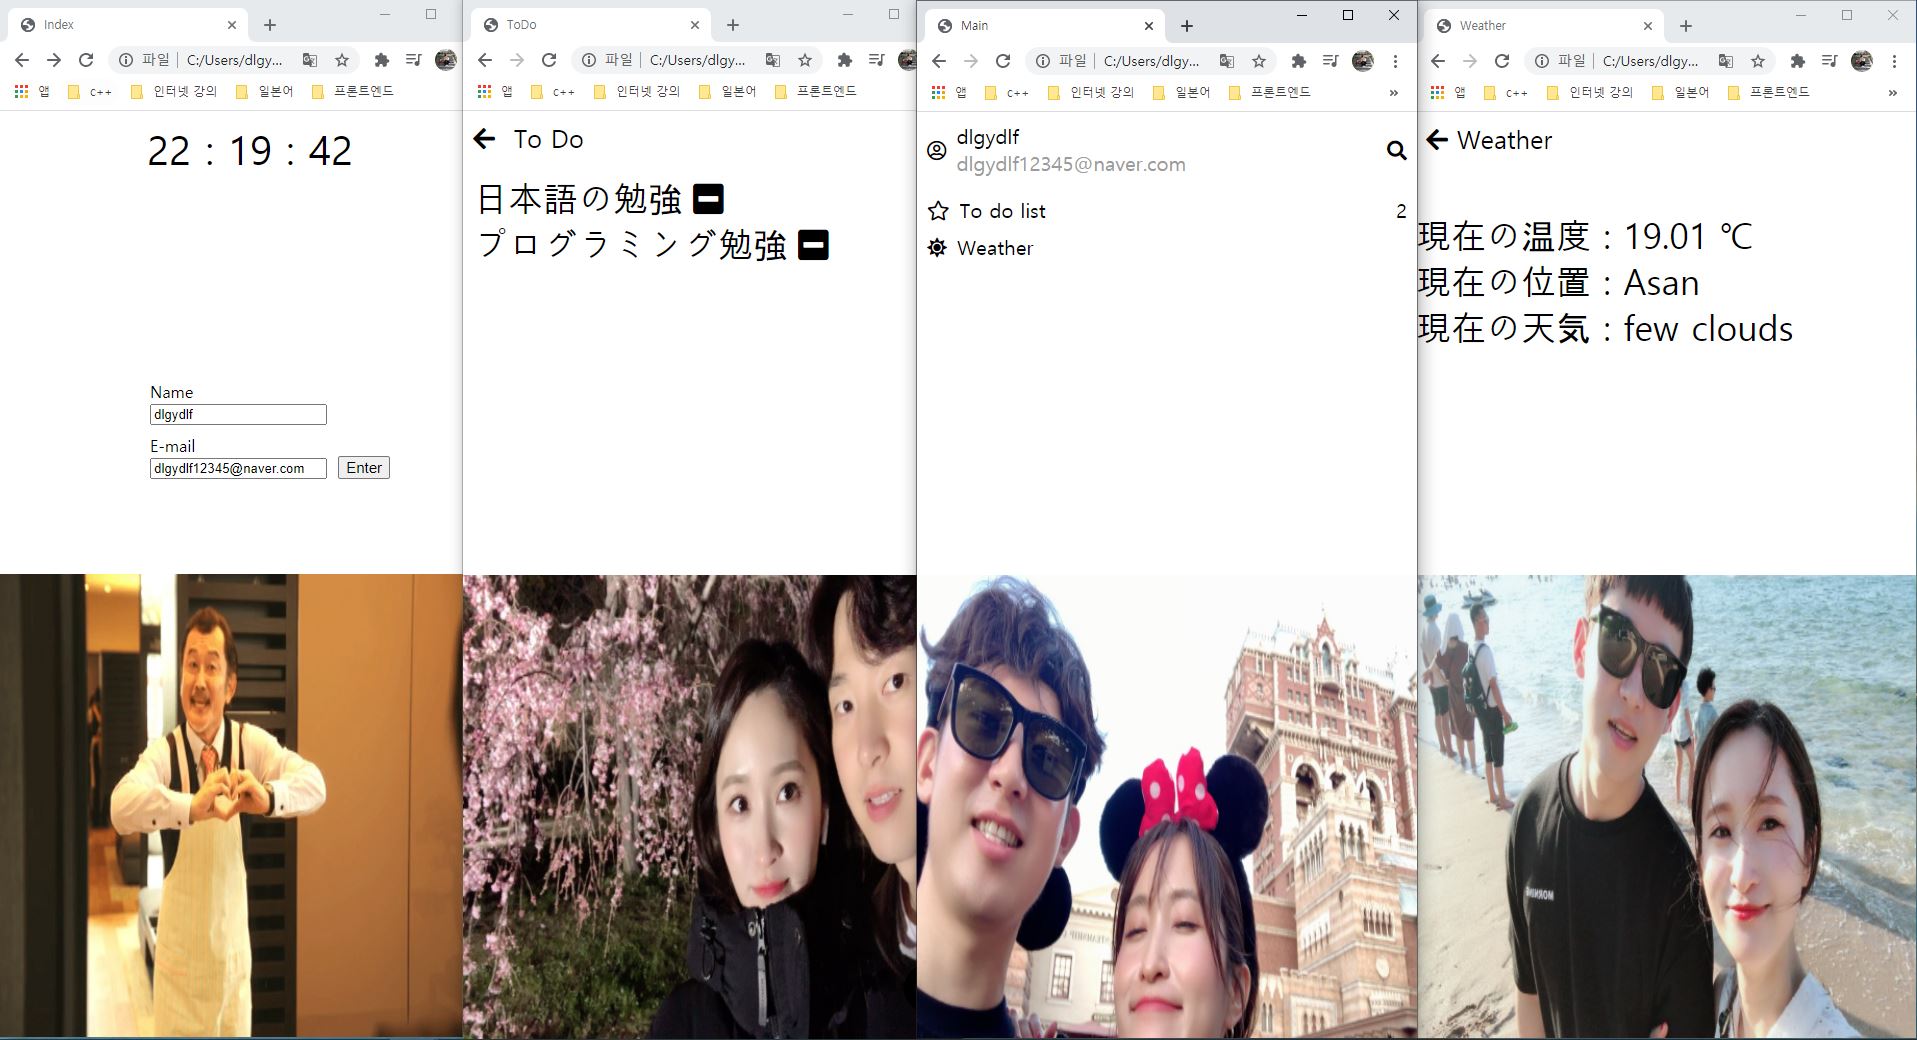 Index
파일 C:/Users/dlgy...
앱 c++ 인터넷 강의 일본어 프론트엔드
22 : 19 : 42
Name
dlgydlf
E-mail
dlgydlf12345@naver.com Enter
ToDo
파일 C:/Users/dlgy...
앱 c++ 인터넷 강의 일본어 프론트엔드
To Do
日本語の勉強
プログラミング勉強
Main
파일 C:/Users/dlgy...
앱 c++ 인터넷 강의 일본어 프론트엔드 »
dlgydlf
dlgydlf12345@naver.com
To do list 2
Weather
Weather
파일 C:/Users/dlgy...
앱 c++ 인터넷 강의 일본어 프론트엔드 »
Weather
現在の温度 : 19.01 ℃
現在の位置 : Asan
現在の天気 : few clouds